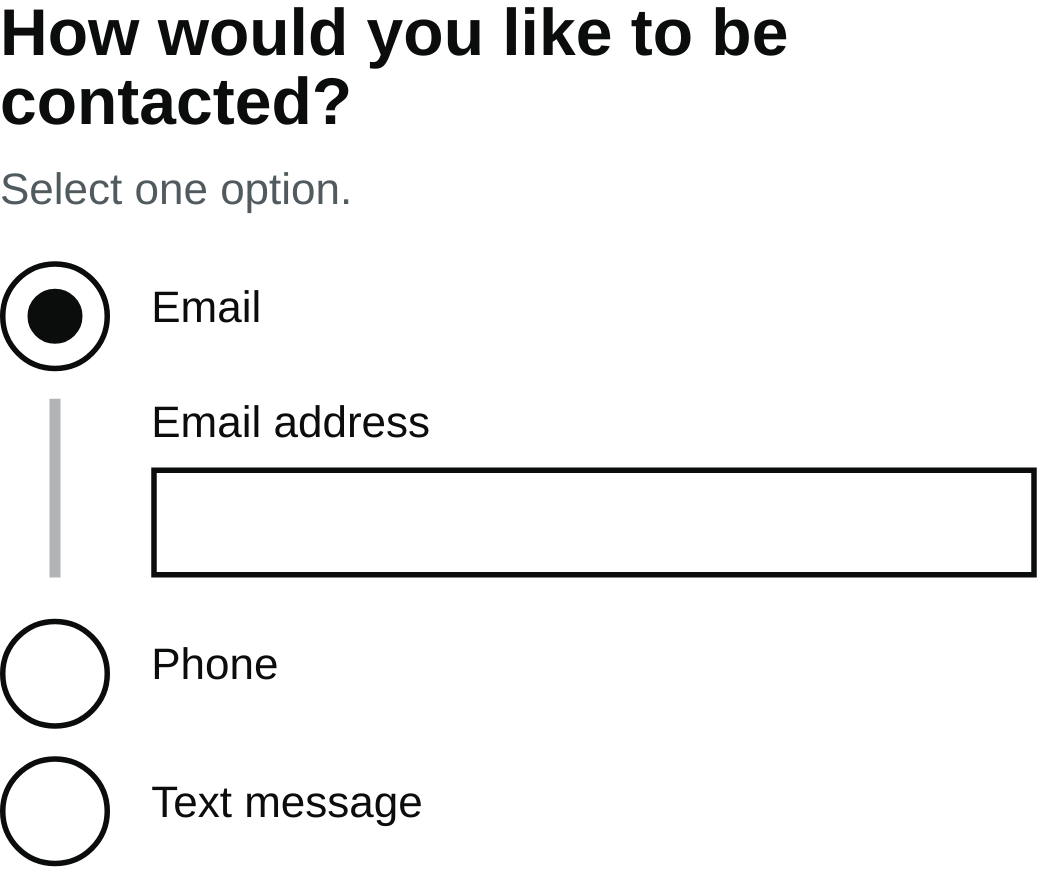 How would you like to be
contacted?
Select one option.
Email
Email address
Phone
Text message